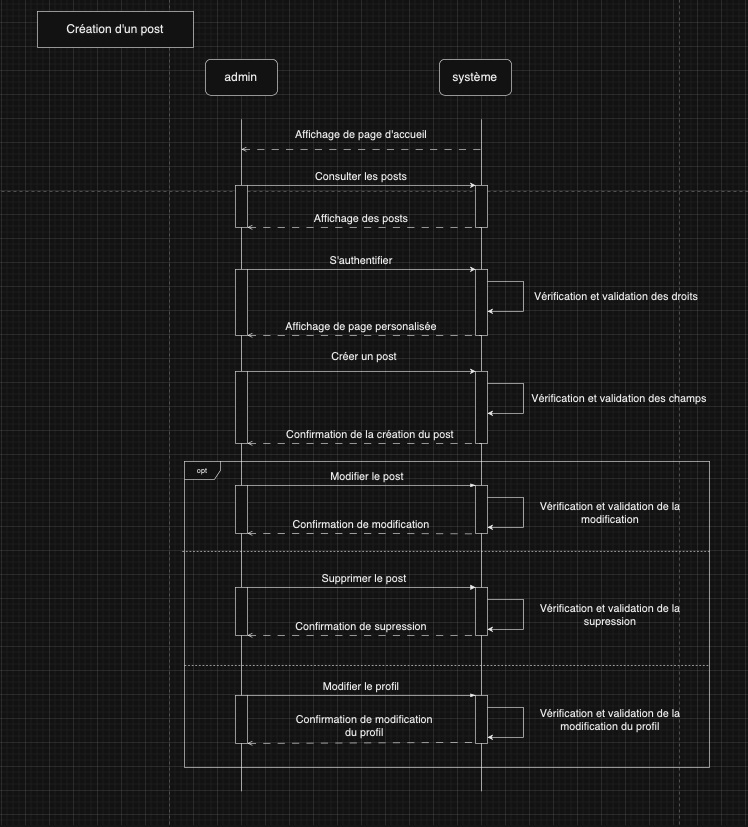 Création d'un post
admin
système
Affichage de page d'accueil
Consulter les posts
Affichage des posts
S'authentifier
Vérification et validation des droits
Affichage de page personalisée
Créer un post
Vérification et validation des champs
Confirmation de la création du post
opt
Modifier le post
Vérification et validation de la
modification
Confirmation de modification
Supprimer le post
Vérification et validation de la
supression
Confirmation de supression
Modifier le profil
Vérification et validation de la
modification du profil
Confirmation de modification
du profil